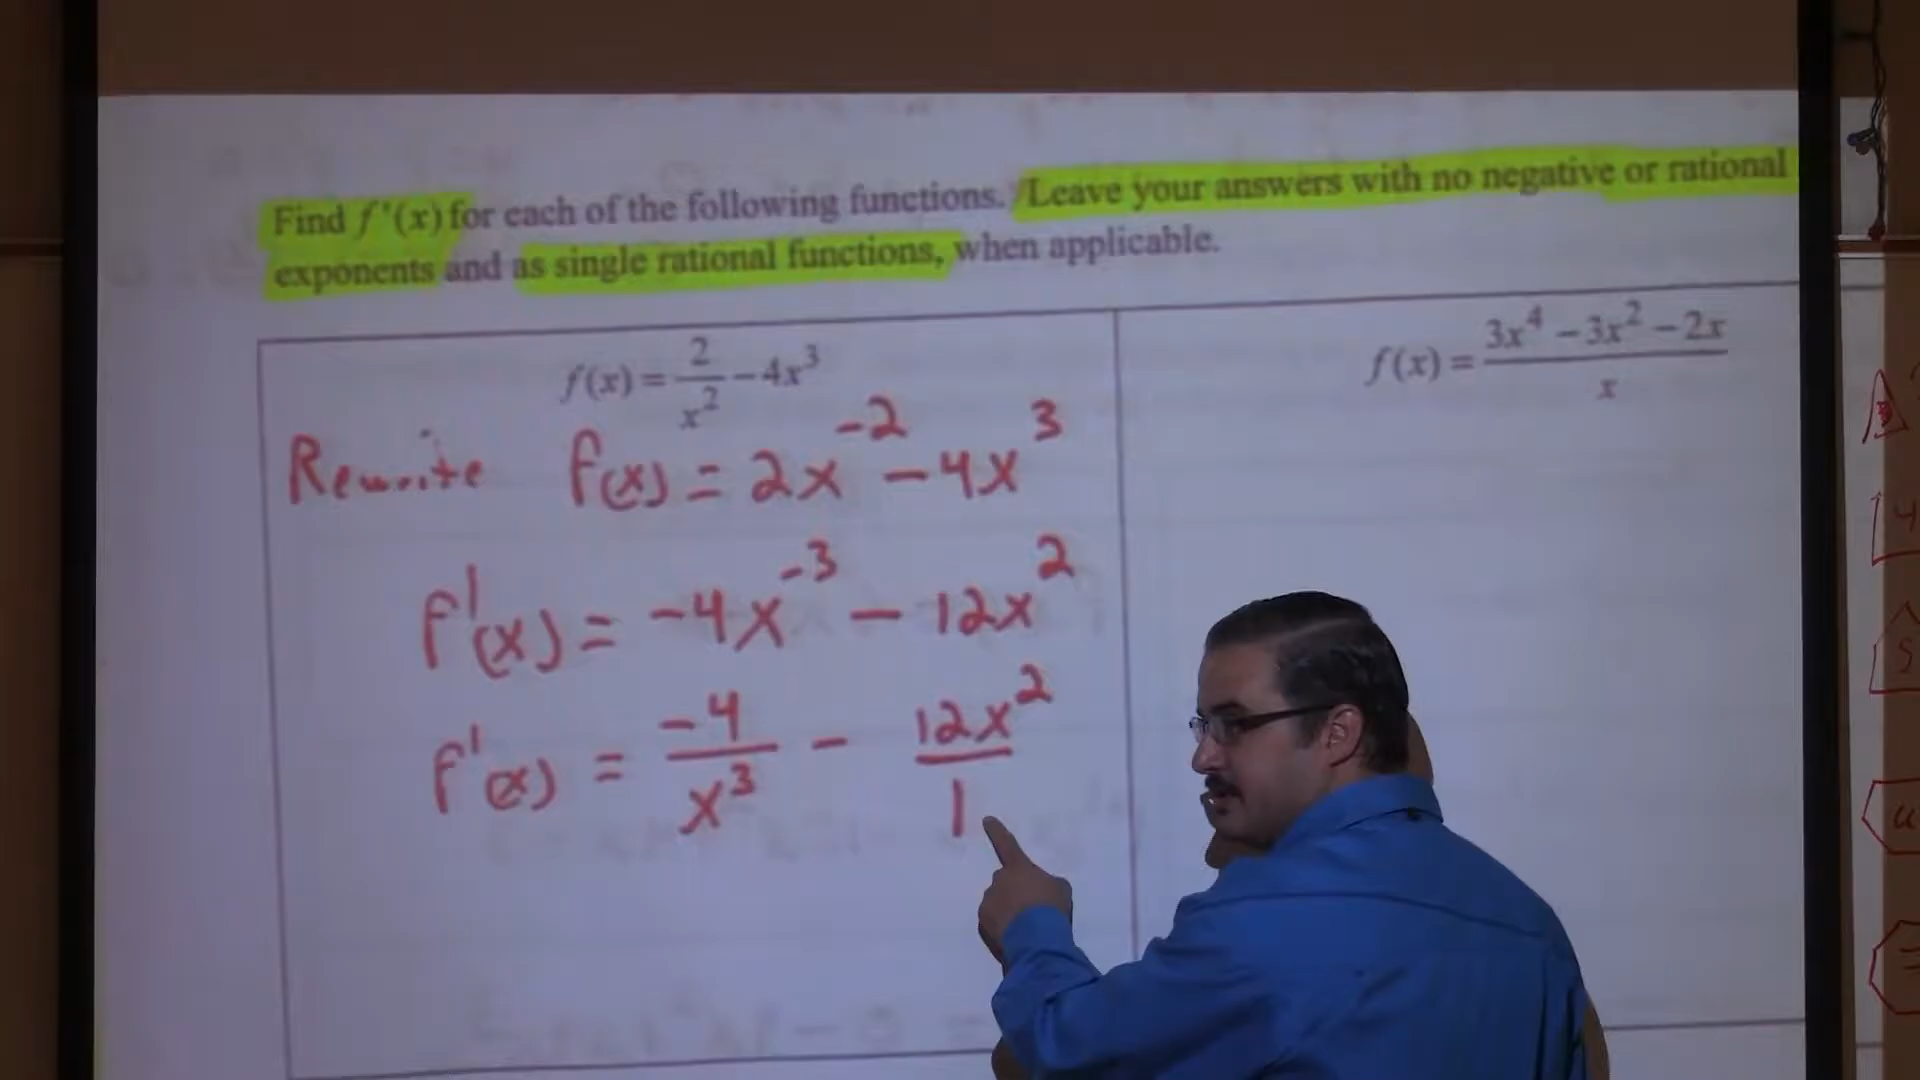 Find f'(x) for each of the following functions. Leave your answers with no negative or rational
exponents and as single rational functions, when applicable.
f(x) = 2/x² − 4x³
Rewrite f(x) = 2x⁻² − 4x³
f'(x) = −4x⁻³ − 12x²
f'(x) = −4/x³ − 12x²/1
f(x) = (3x⁴ − 3x² − 2x)/x
4
5